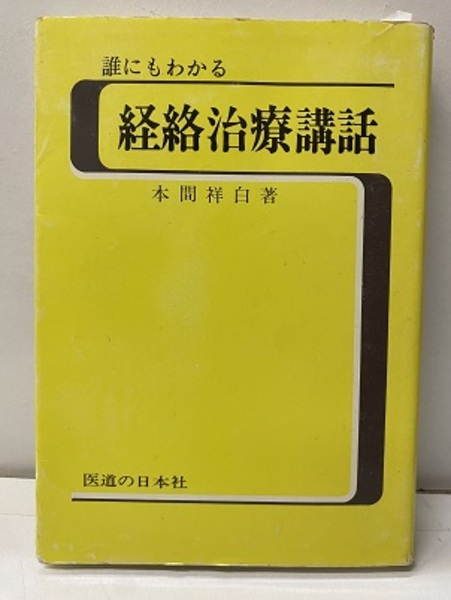 誰にもわかる
経絡治療講話
本間祥白著
医道の日本社